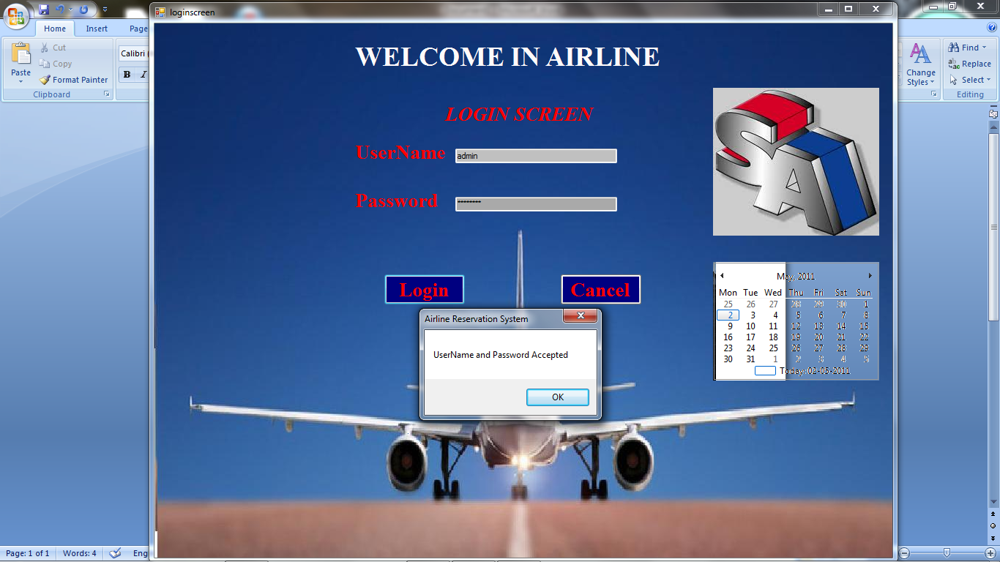 loginscreen
Home Insert Page
Cut
Copy
Format Painter
Paste
Clipboard
Calibri
B I
WELCOME IN AIRLINE
LOGIN SCREEN
UserName admin
Password ********
Login Cancel
Airline Reservation System
UserName and Password Accepted
OK
SAI
May, 2011
Mon Tue Wed Thu Fri Sat Sun
25 26 27 28 29 30 1
2 3 4 5 6 7 8
9 10 11 12 13 14 15
16 17 18 19 20 21 22
23 24 25 26 27 28 29
30 31 1 2 3 4 5
Today: 02-05-2011
Change
Styles
Find
Replace
Select
Editing
Page: 1 of 1 Words: 4 Eng